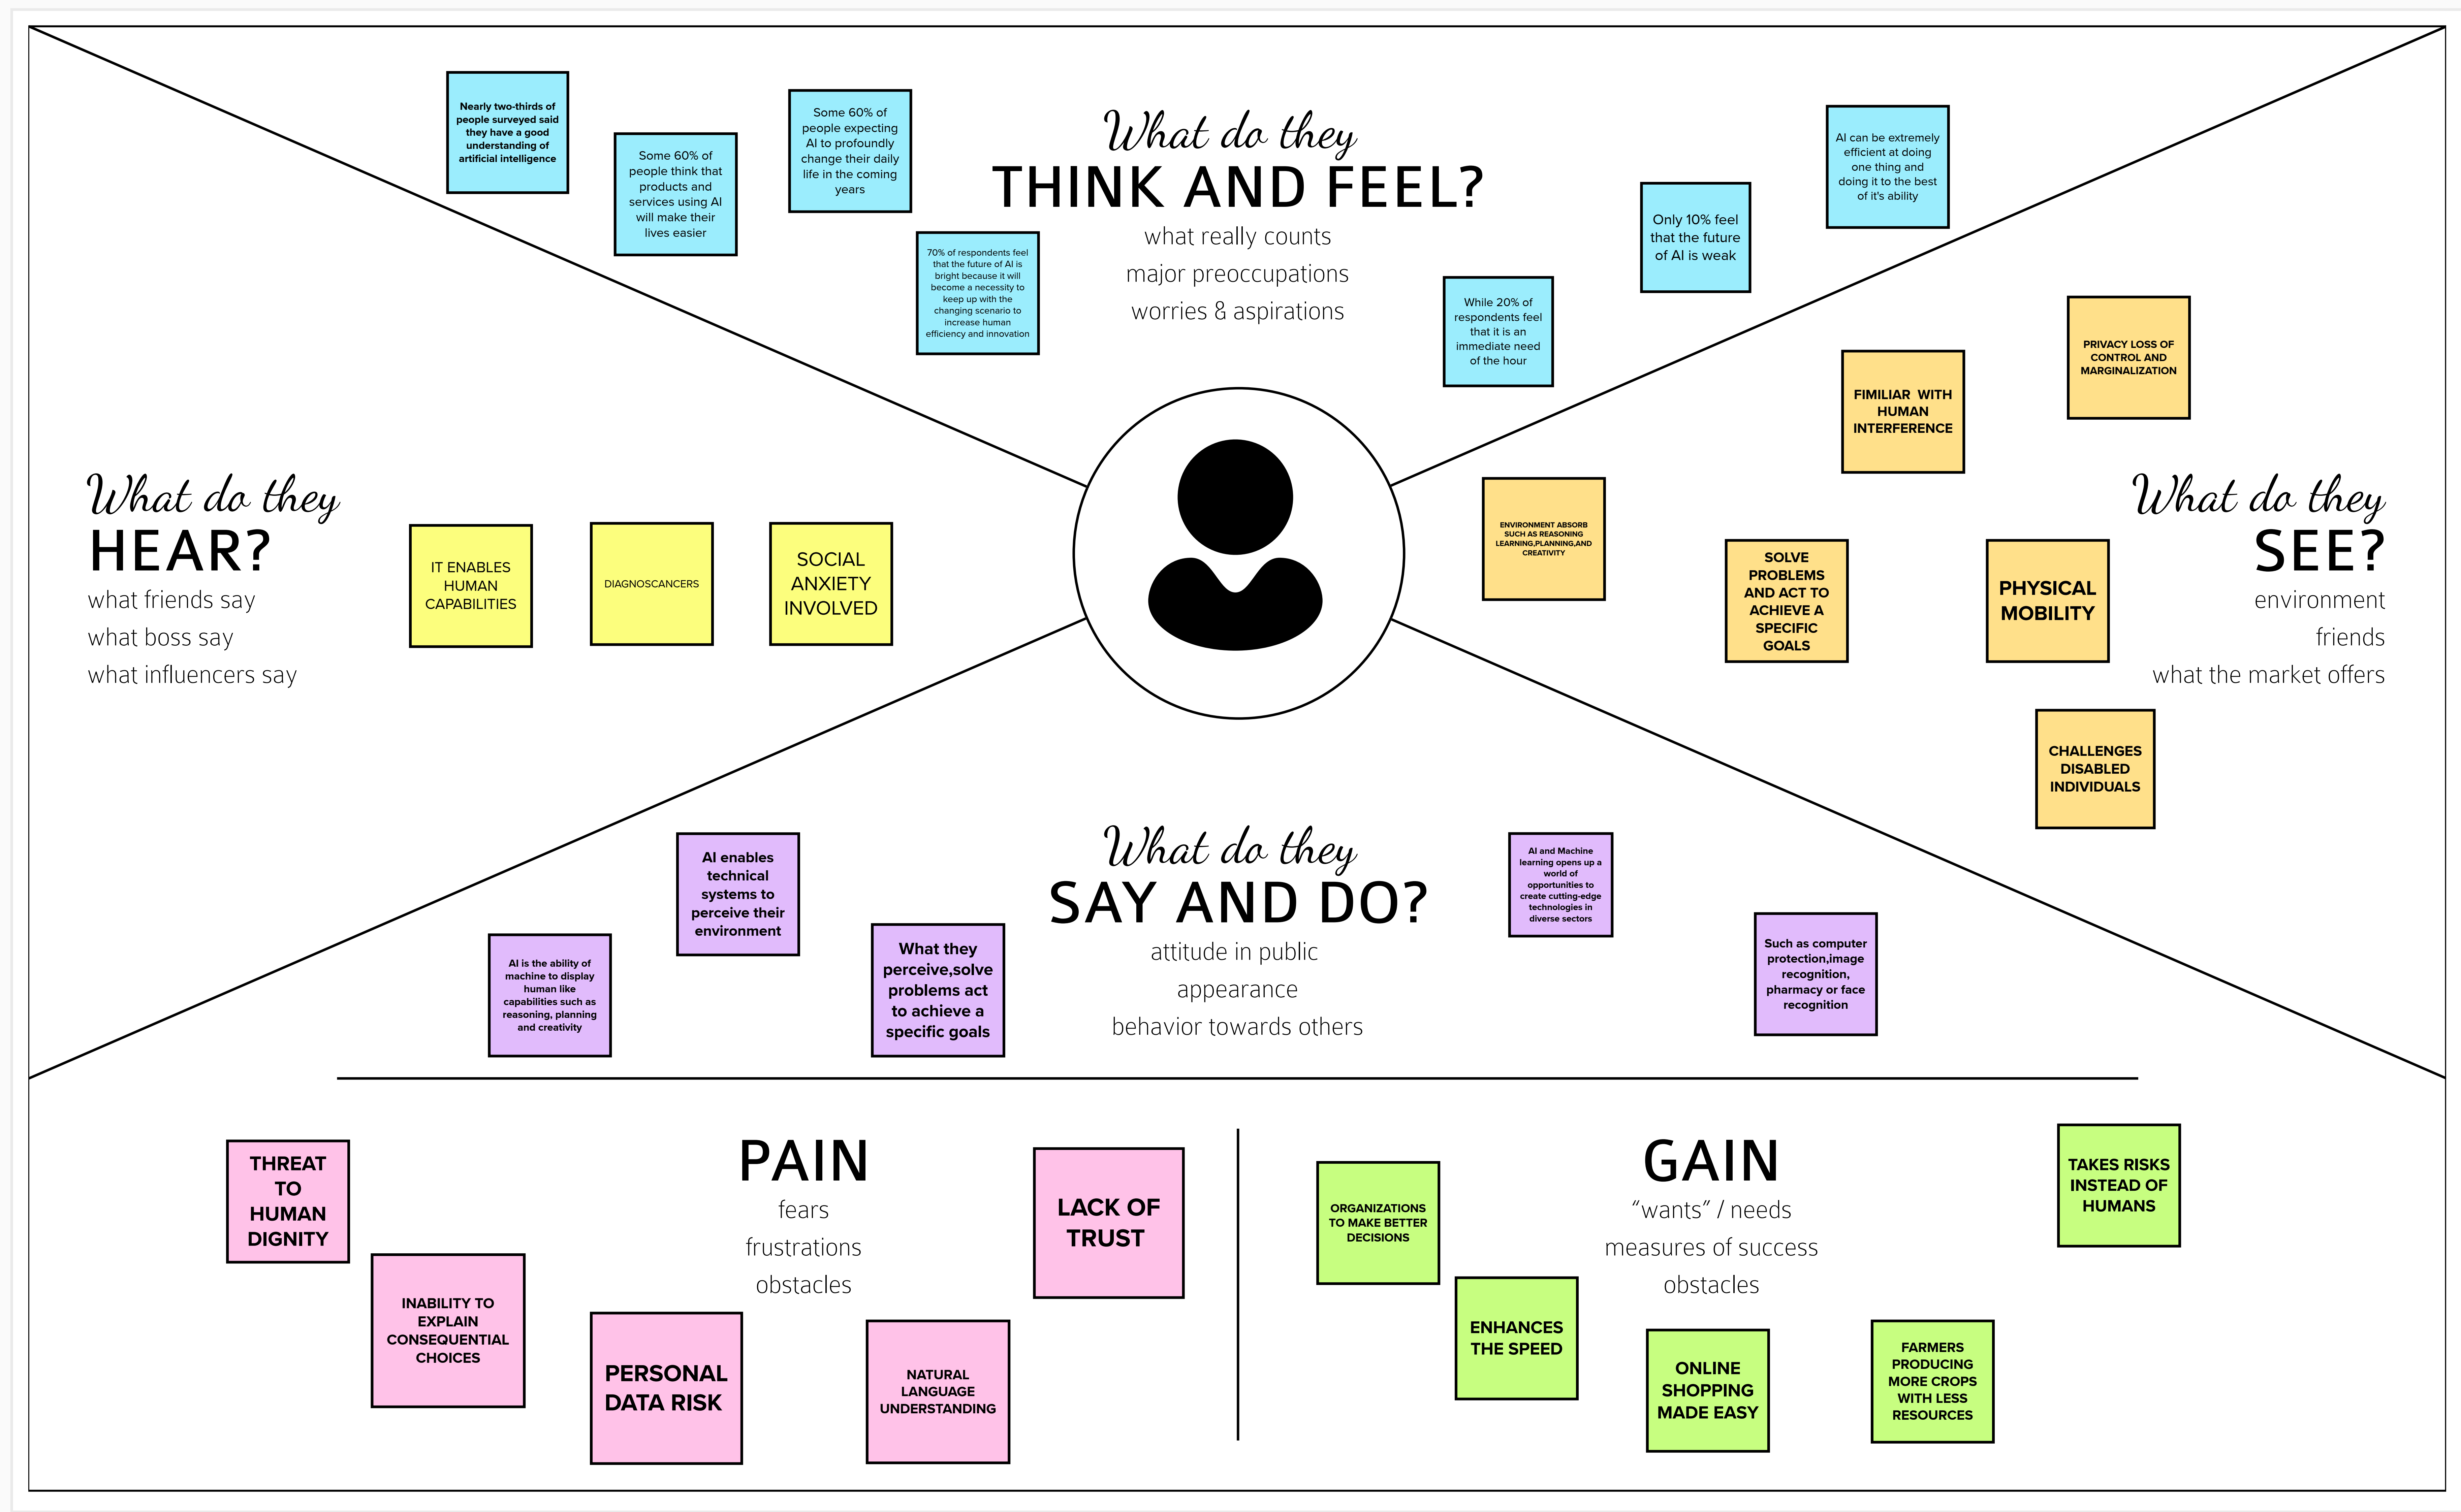 What do they
THINK AND FEEL?
what really counts
major preoccupations
worries & aspirations
Nearly two-thirds of
people surveyed said
they have a good
understanding of
artificial intelligence
Some 60% of
people think that
products and
services using AI
will make their
lives easier
Some 60% of
people expecting
AI to profoundly
change their daily
life in the coming
years
70% of respondents feel
that the future of AI is
bright because it will
become a necessity to
keep up with the
changing scenario to
increase human
efficiency and innovation
While 20% of
respondents feel
that it is an
immediate need
of the hour
Only 10% feel
that the future
of AI is weak
AI can be extremely
efficient at doing
one thing and
doing it to the best
of it's ability
What do they
HEAR?
what friends say
what boss say
what influencers say
IT ENABLES
HUMAN
CAPABILITIES
DIAGNOSCANCERS
SOCIAL
ANXIETY
INVOLVED
What do they
SEE?
environment
friends
what the market offers
ENVIRONMENT ABSORB
SUCH AS REASONING
LEARNING,PLANNING,AND
CREATIVITY
FIMILIAR WITH
HUMAN
INTERFERENCE
PRIVACY LOSS OF
CONTROL AND
MARGINALIZATION
SOLVE
PROBLEMS
AND ACT TO
ACHIEVE A
SPECIFIC
GOALS
PHYSICAL
MOBILITY
CHALLENGES
DISABLED
INDIVIDUALS
What do they
SAY AND DO?
attitude in public
appearance
behavior towards others
AI is the ability of
machine to display
human like
capabilities such as
reasoning, planning
and creativity
AI enables
technical
systems to
perceive their
environment
What they
perceive,solve
problems act
to achieve a
specific goals
AI and Machine
learning opens up a
world of
opportunities to
create cutting-edge
technologies in
diverse sectors
Such as computer
protection,image
recognition,
pharmacy or face
recognition
PAIN
fears
frustrations
obstacles
THREAT
TO
HUMAN
DIGNITY
INABILITY TO
EXPLAIN
CONSEQUENTIAL
CHOICES
PERSONAL
DATA RISK
NATURAL
LANGUAGE
UNDERSTANDING
LACK OF
TRUST
GAIN
“wants” / needs
measures of success
obstacles
ORGANIZATIONS
TO MAKE BETTER
DECISIONS
ENHANCES
THE SPEED
ONLINE
SHOPPING
MADE EASY
FARMERS
PRODUCING
MORE CROPS
WITH LESS
RESOURCES
TAKES RISKS
INSTEAD OF
HUMANS